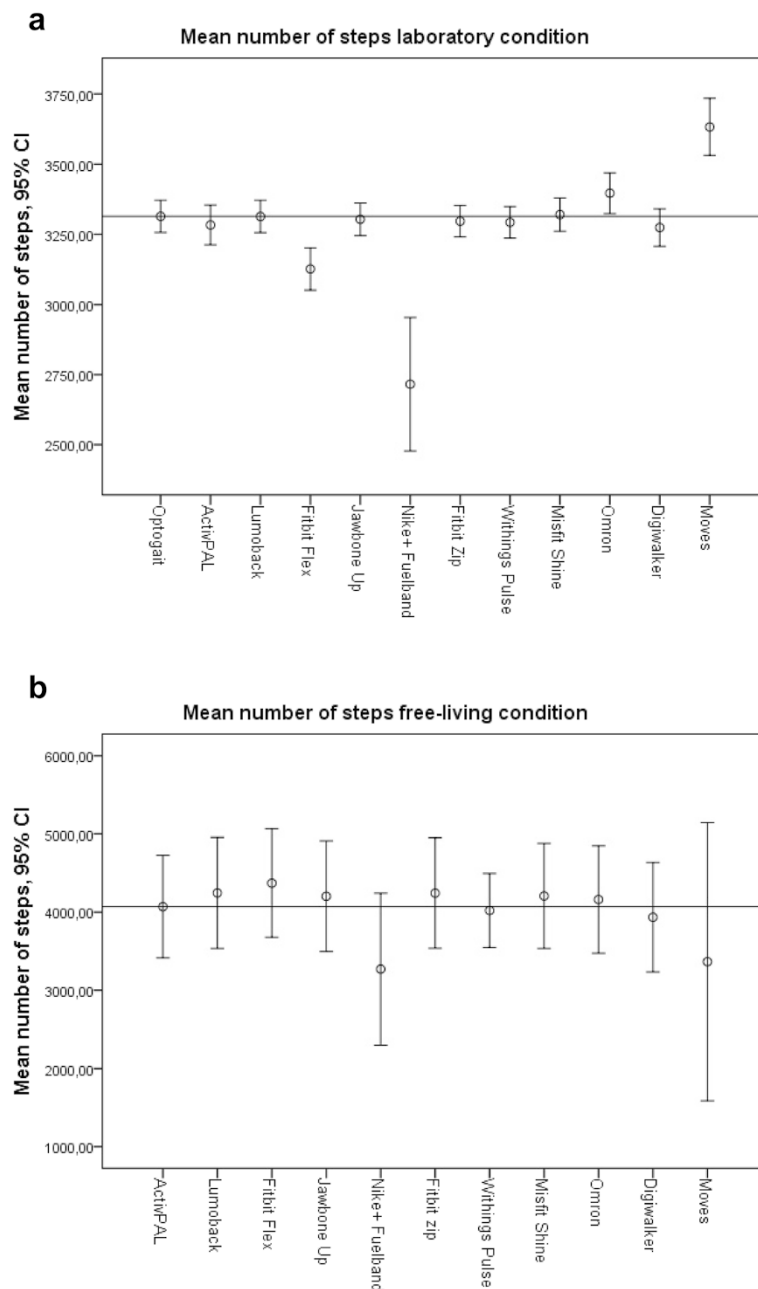 a
Mean number of steps laboratory condition
Mean number of steps, 95% CI
3750,00
3500,00
3250,00
3000,00
2750,00
2500,00
Optogait
ActivPAL
Lumoback
Fitbit Flex
Jawbone Up
Nike+ Fuelband
Fitbit Zip
Withings Pulse
Misfit Shine
Omron
Digiwalker
Moves
b
Mean number of steps free-living condition
Mean number of steps, 95% CI
6000,00
5000,00
4000,00
3000,00
2000,00
1000,00
ActivPAL
Lumoback
Fitbit Flex
Jawbone Up
Nike+ Fuelband
Fitbit zip
Withings Pulse
Misfit Shine
Omron
Digiwalker
Moves